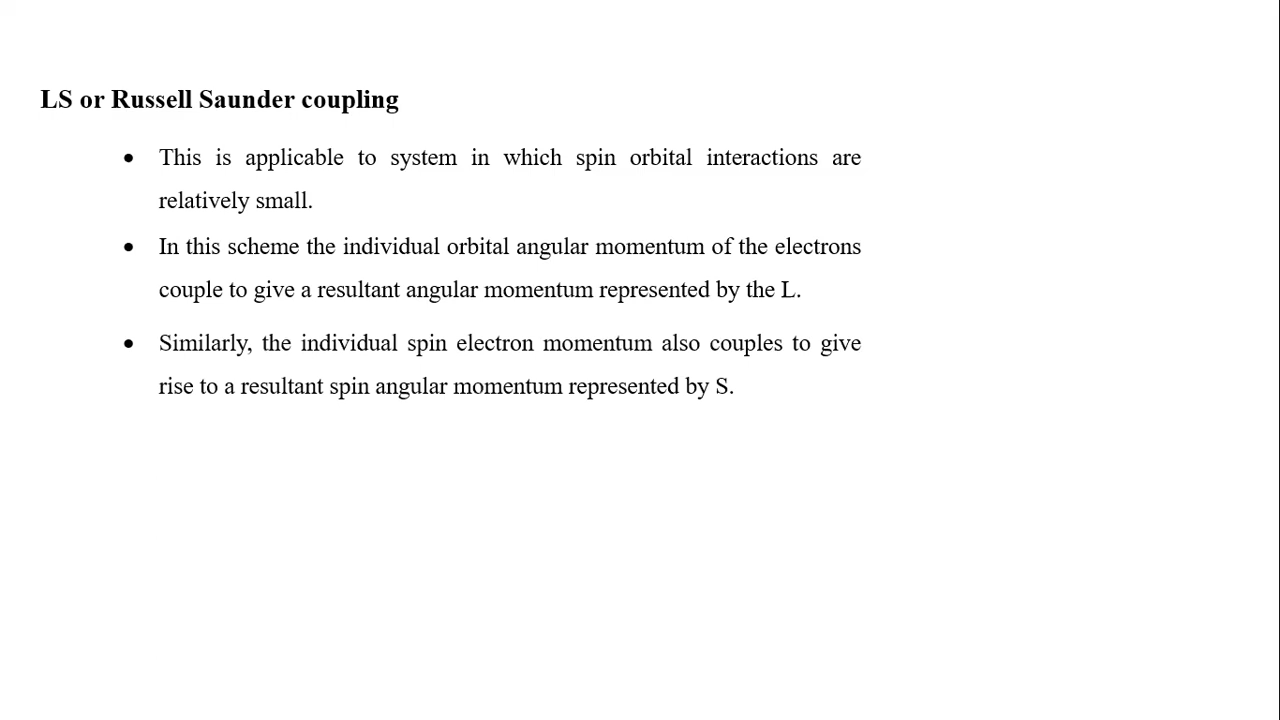 LS or Russell Saunder coupling
• This is applicable to system in which spin orbital interactions are
relatively small.
• In this scheme the individual orbital angular momentum of the electrons
couple to give a resultant angular momentum represented by the L.
• Similarly, the individual spin electron momentum also couples to give
rise to a resultant spin angular momentum represented by S.